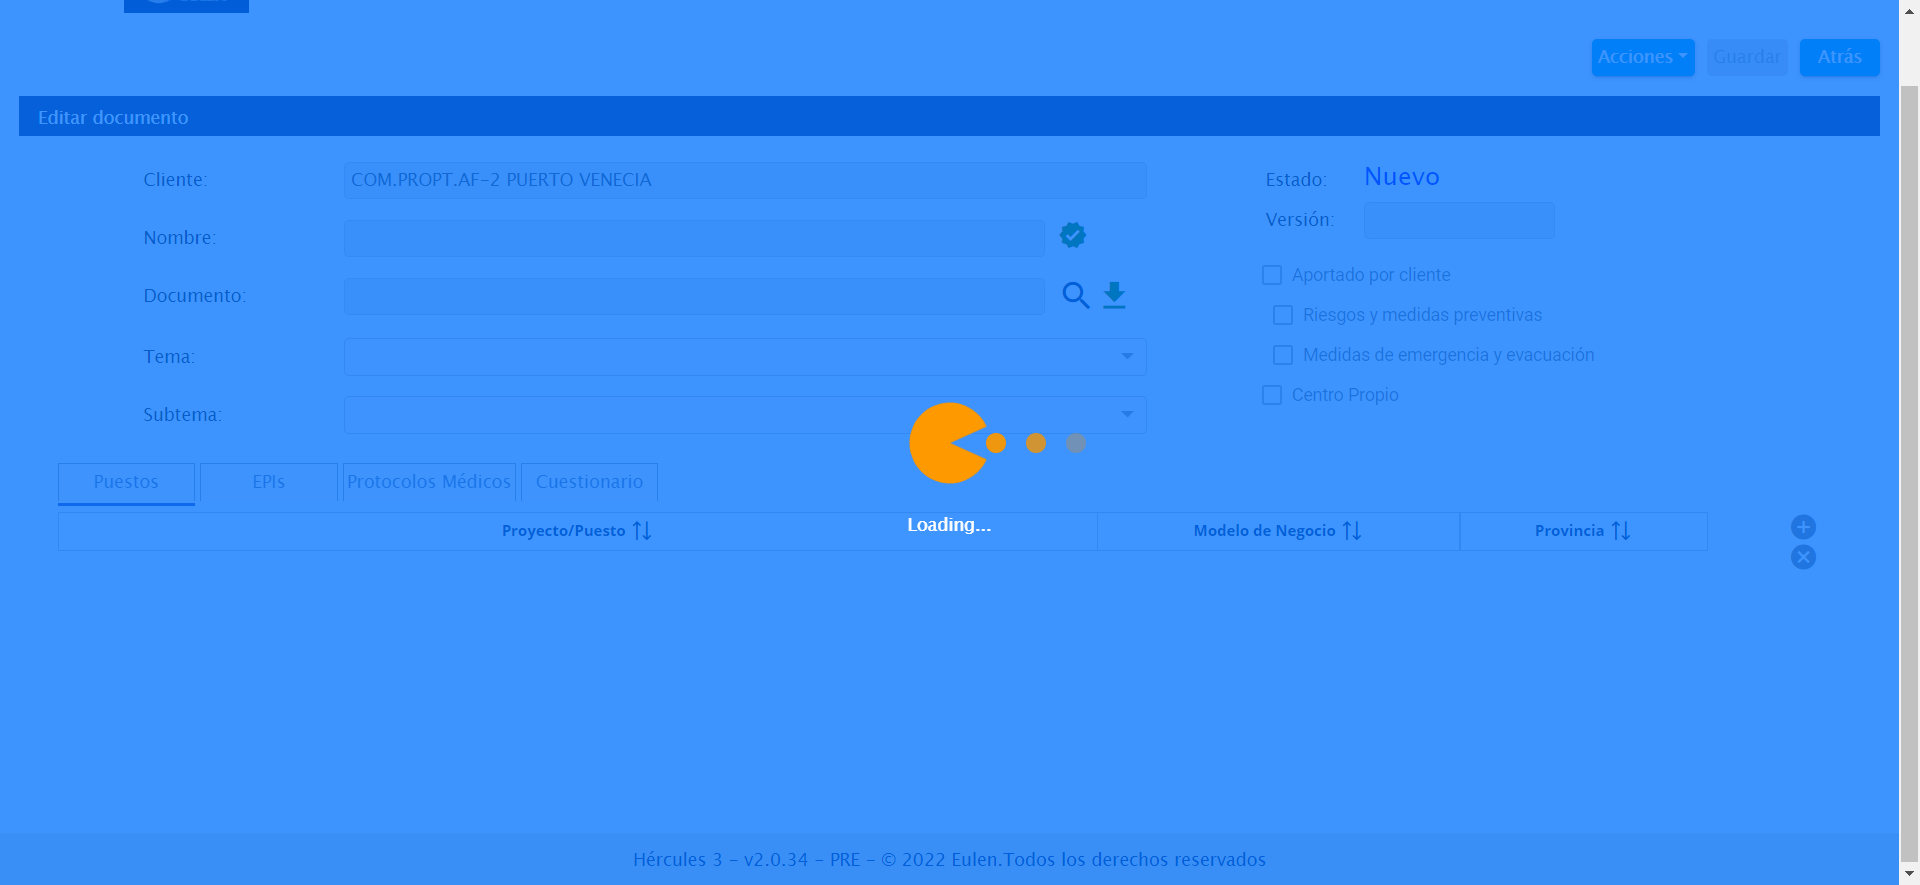 Acciones Guardar Atrás
Editar documento
Cliente: COM.PROPT.AF-2 PUERTO VENECIA Estado: Nuevo
Versión:
Nombre:
Aportado por cliente
Documento:
Riesgos y medidas preventivas
Tema: Medidas de emergencia y evacuación
Centro Propio
Subtema:
Puestos EPIs Protocolos Médicos Cuestionario
Loading...
Proyecto/Puesto Modelo de Negocio Provincia
Hércules 3 - v2.0.34 - PRE - © 2022 Eulen.Todos los derechos reservados